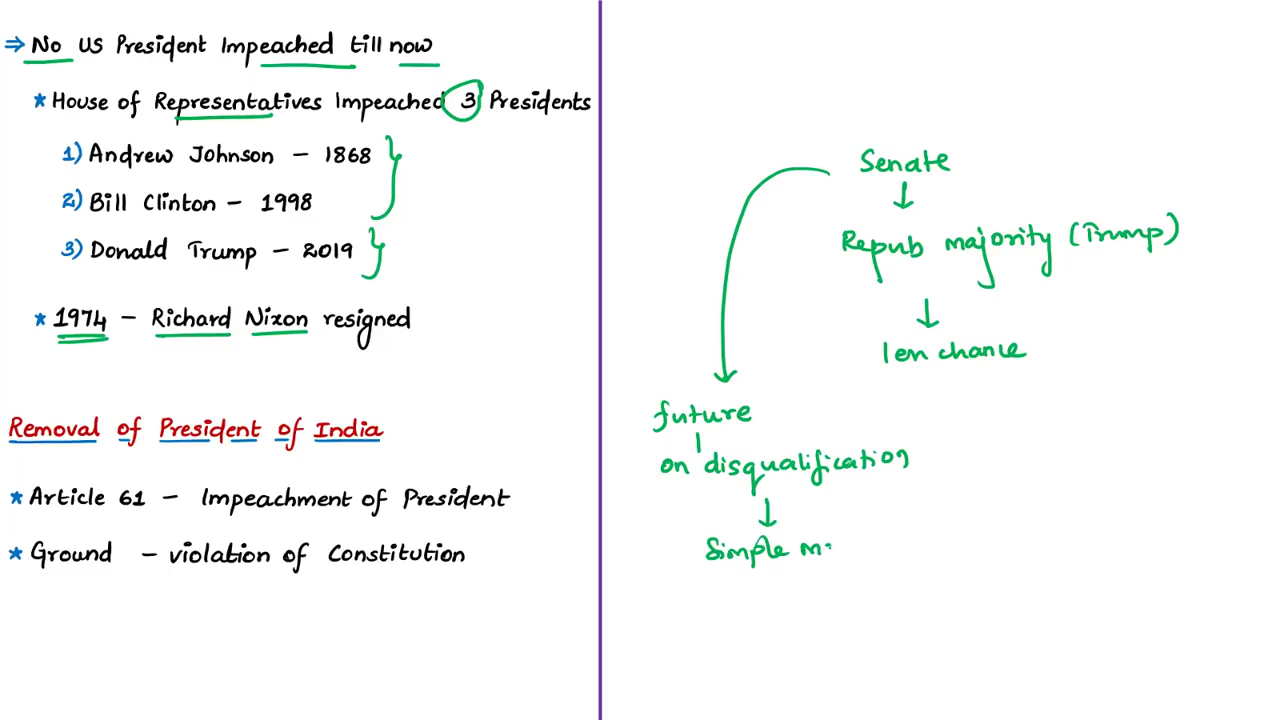 ⇒ No US President Impeached till now
* House of Representatives Impeached 3 Presidents
1) Andrew Johnson – 1868
2) Bill Clinton – 1998
3) Donald Trump – 2019
* 1974 – Richard Nixon resigned
Removal of President of India
* Article 61 – Impeachment of President
* Ground – violation of Constitution
Senate
↓
Repub majority (Trump)
↓
len chance
future
on disqualification
↓
Simple m